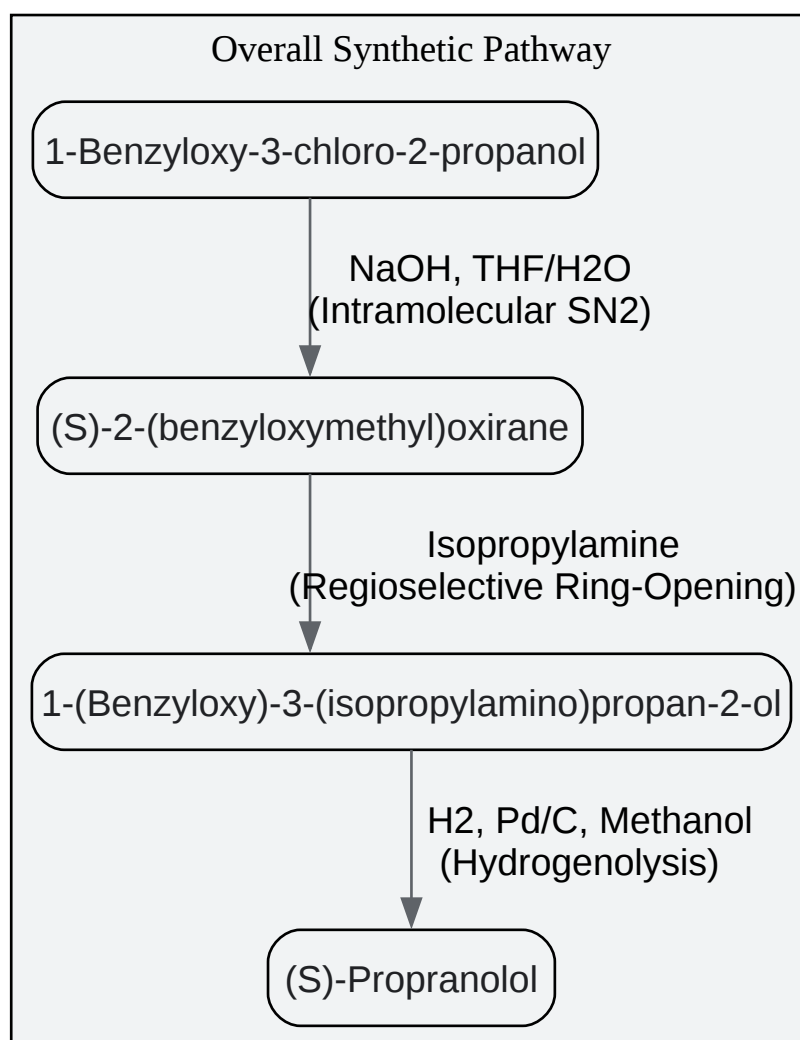 Overall Synthetic Pathway
1-Benzyloxy-3-chloro-2-propanol
NaOH, THF/H2O
(Intramolecular SN2)
(S)-2-(benzyloxymethyl)oxirane
Isopropylamine
(Regioselective Ring-Opening)
1-(Benzyloxy)-3-(isopropylamino)propan-2-ol
H2, Pd/C, Methanol
(Hydrogenolysis)
(S)-Propranolol